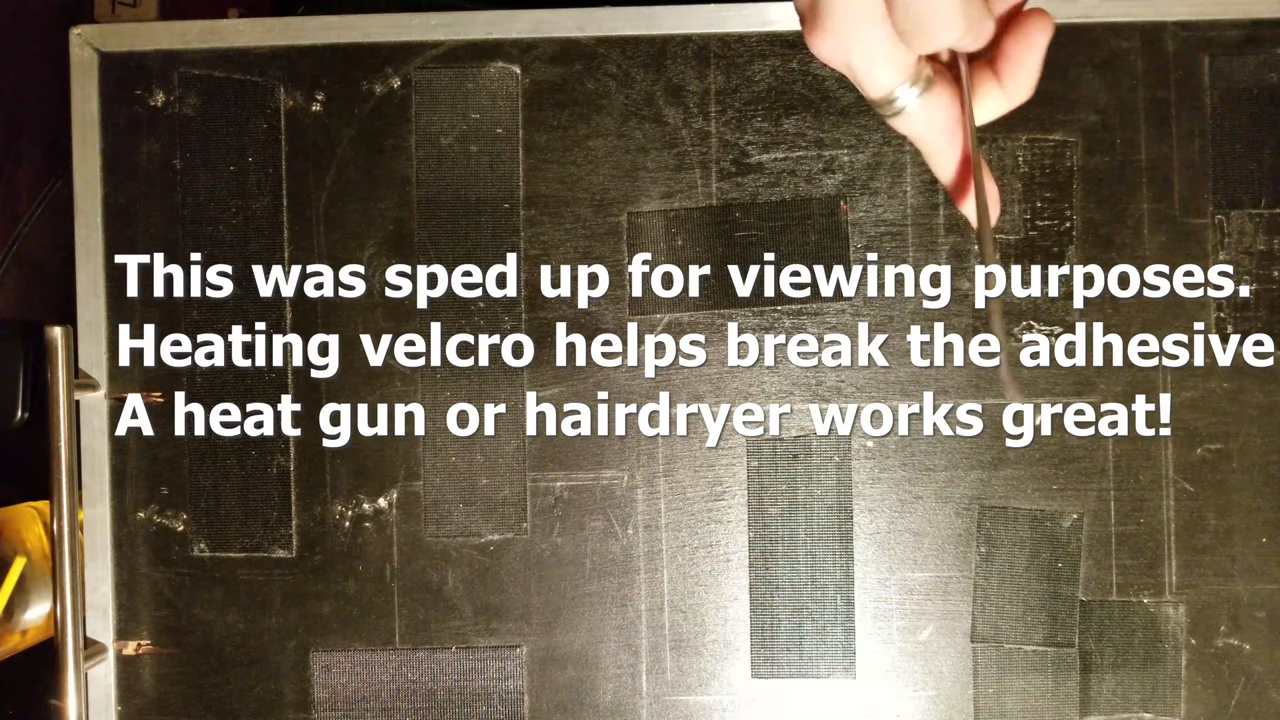 This was sped up for viewing purposes.
Heating velcro helps break the adhesive
A heat gun or hairdryer works great!